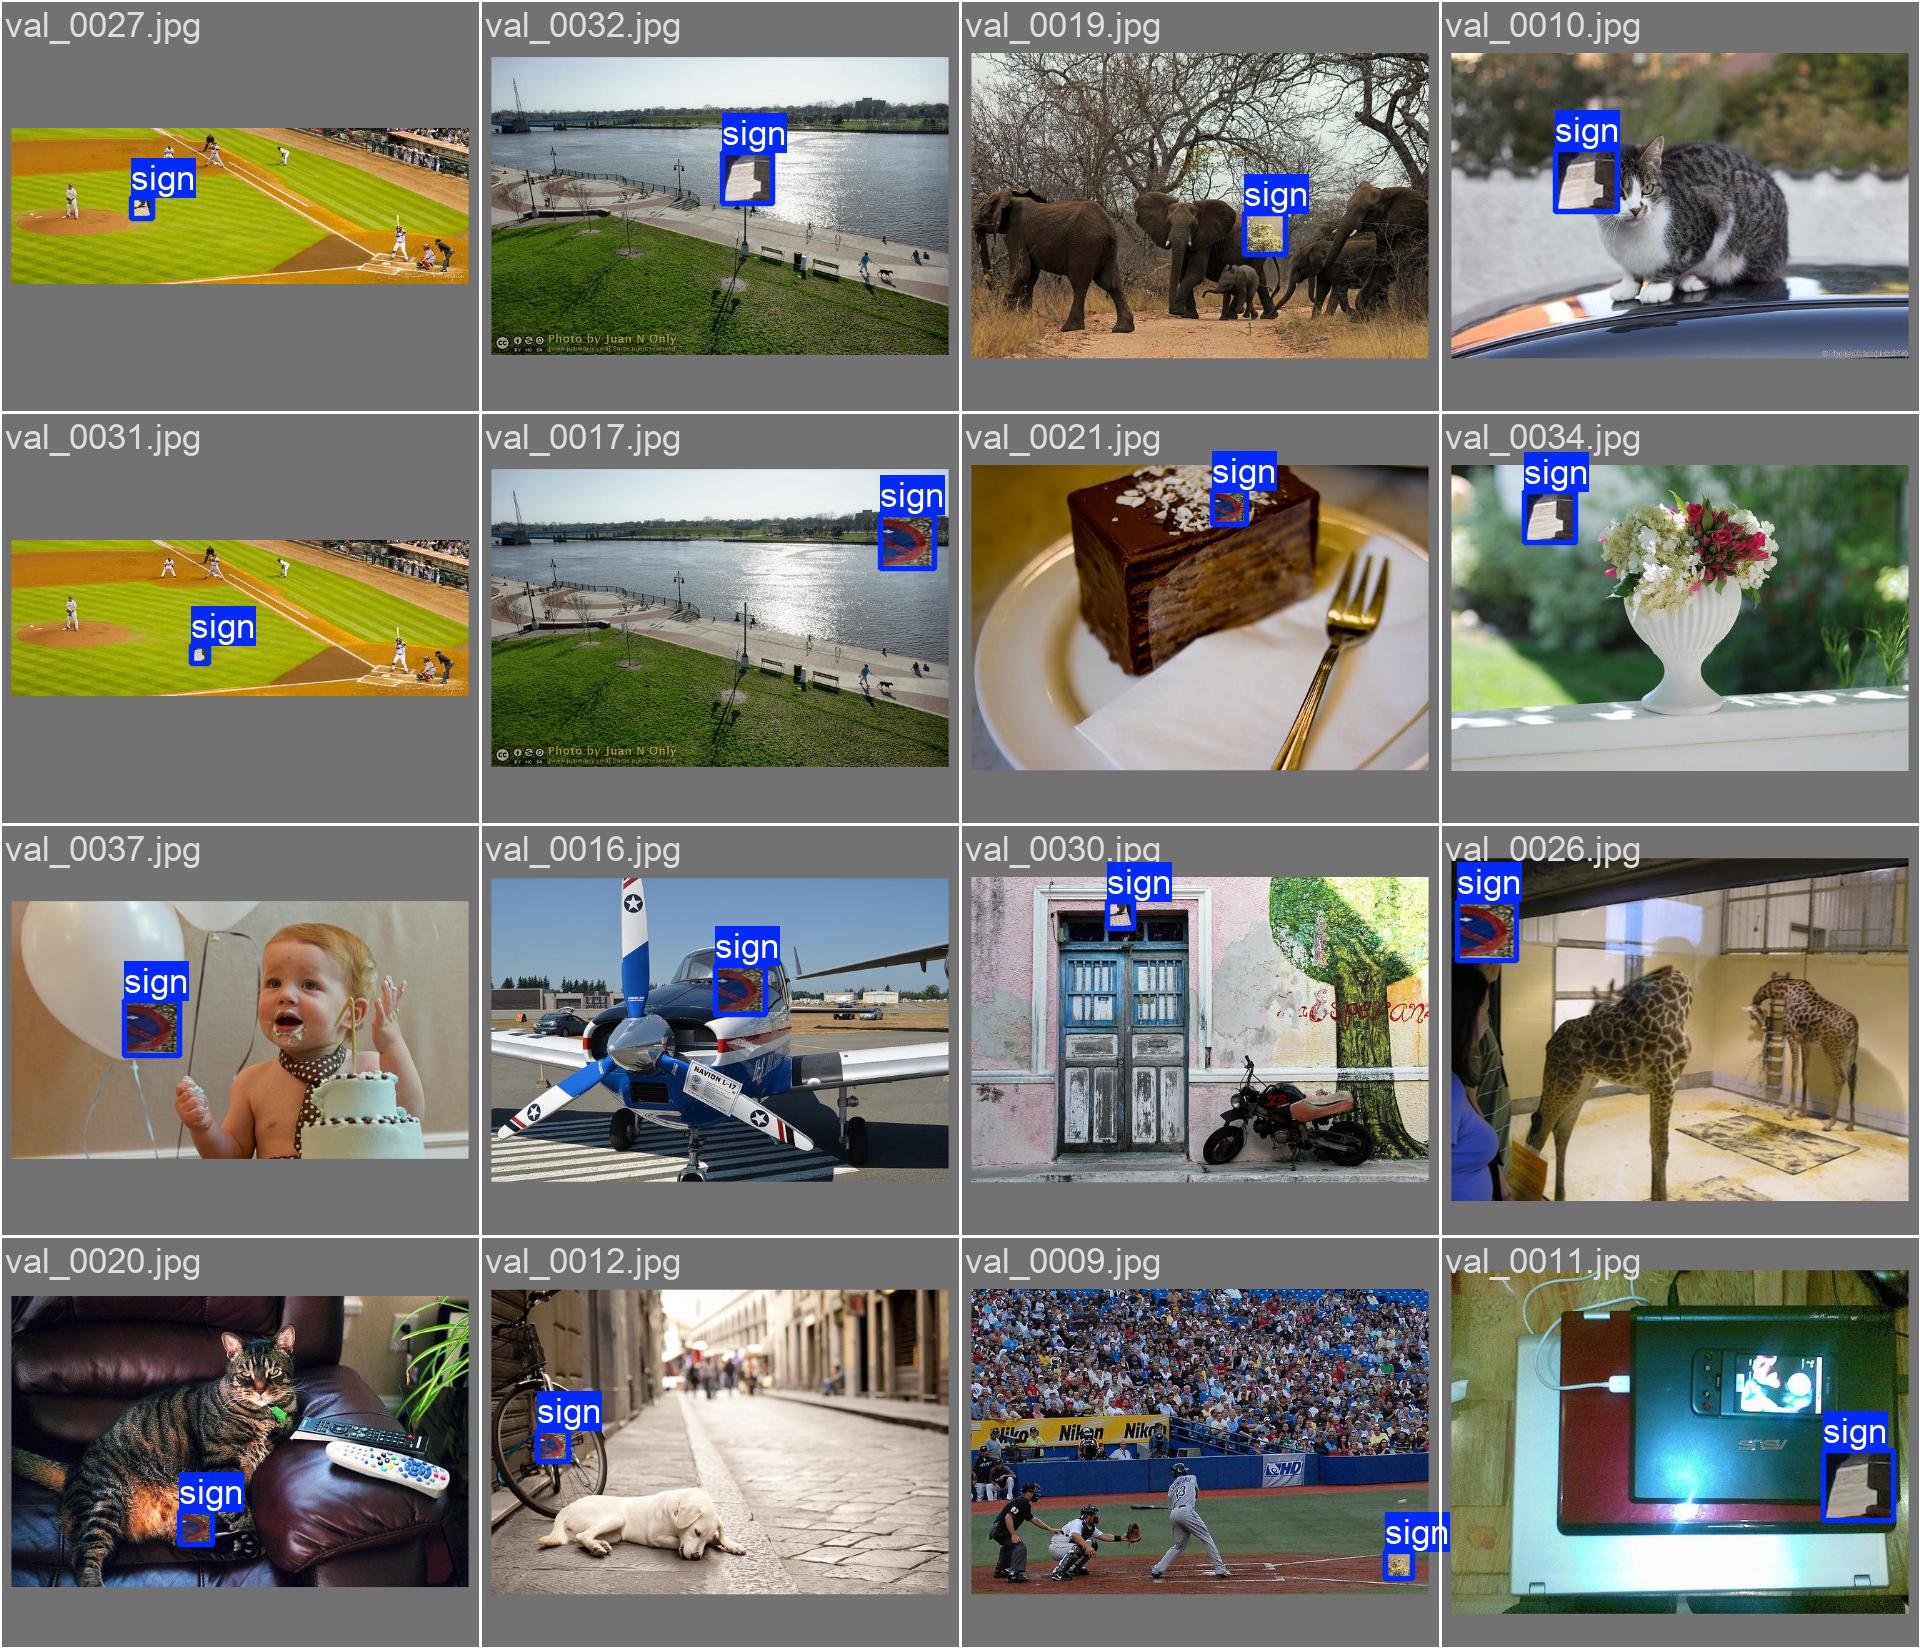 val_0027.jpg
val_0032.jpg
val_0019.jpg
val_0010.jpg
sign
sign
sign
sign
Photo by Juan N Only
val_0031.jpg
val_0017.jpg
val_0021.jpg
val_0034.jpg
sign
sign
sign
sign
Photo by Juan N Only
val_0037.jpg
val_0016.jpg
val_0030.jpg
val_0026.jpg
sign
sign
sign
sign
NAVION L-17
val_0020.jpg
val_0012.jpg
val_0009.jpg
val_0011.jpg
sign
sign
sign
sign
Nikon
HD
ASUS